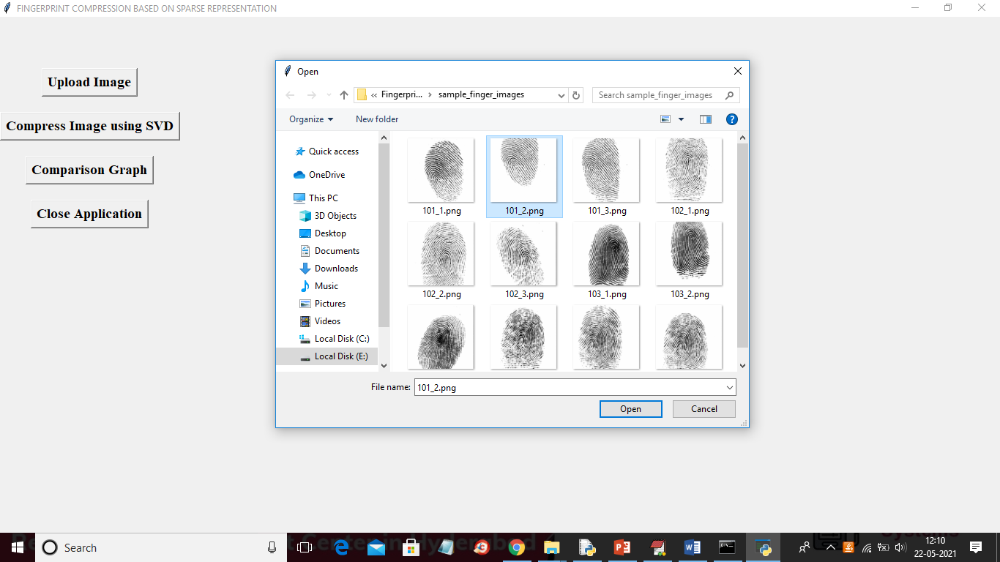 FINGERPRINT COMPRESSION BASED ON SPARSE REPRESENTATION
Upload Image
Compress Image using SVD
Comparison Graph
Close Application
Open
« Fingerpri... › sample_finger_images
Search sample_finger_images
Organize
New folder
Quick access
OneDrive
This PC
3D Objects
Desktop
Documents
Downloads
Music
Pictures
Videos
Local Disk (C:)
Local Disk (E:)
101_1.png
101_2.png
101_3.png
102_1.png
102_2.png
102_3.png
103_1.png
103_2.png
File name:
101_2.png
Open
Cancel
Search
12:10
22-05-2021